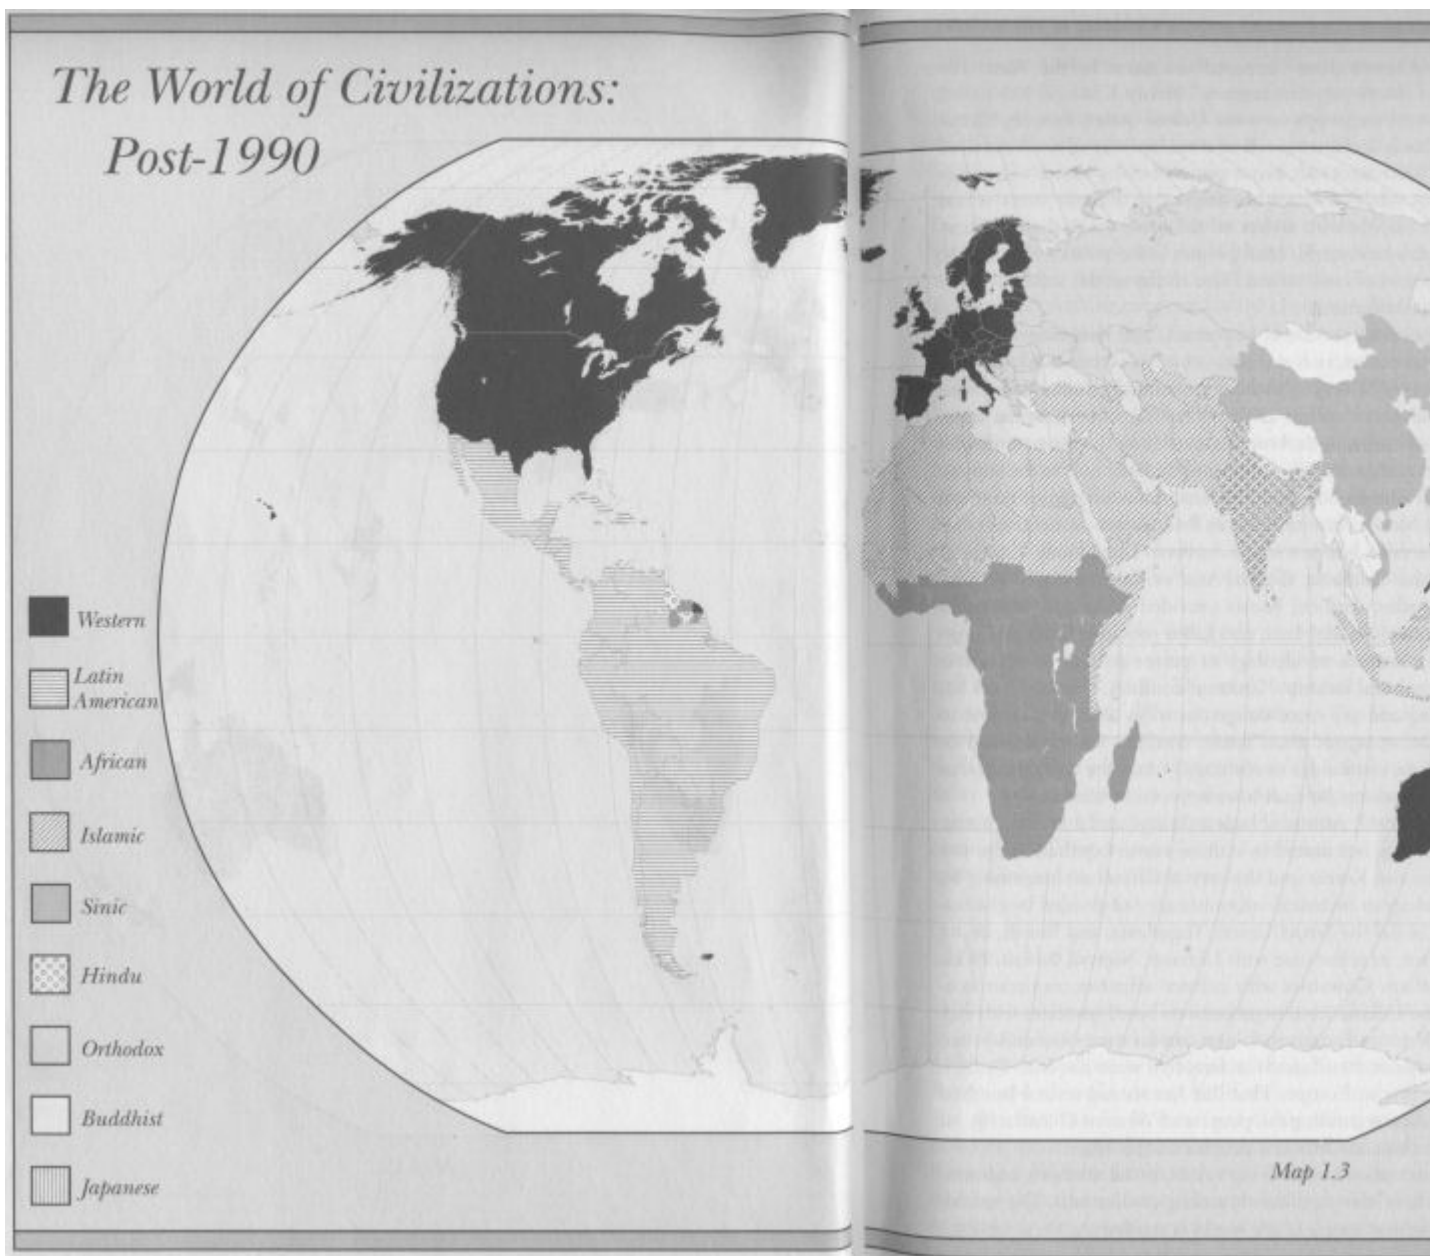 The World of Civilizations:
Post-1990
Western
Latin
American
African
Islamic
Sinic
Hindu
Orthodox
Buddhist
Japanese
Map 1.3